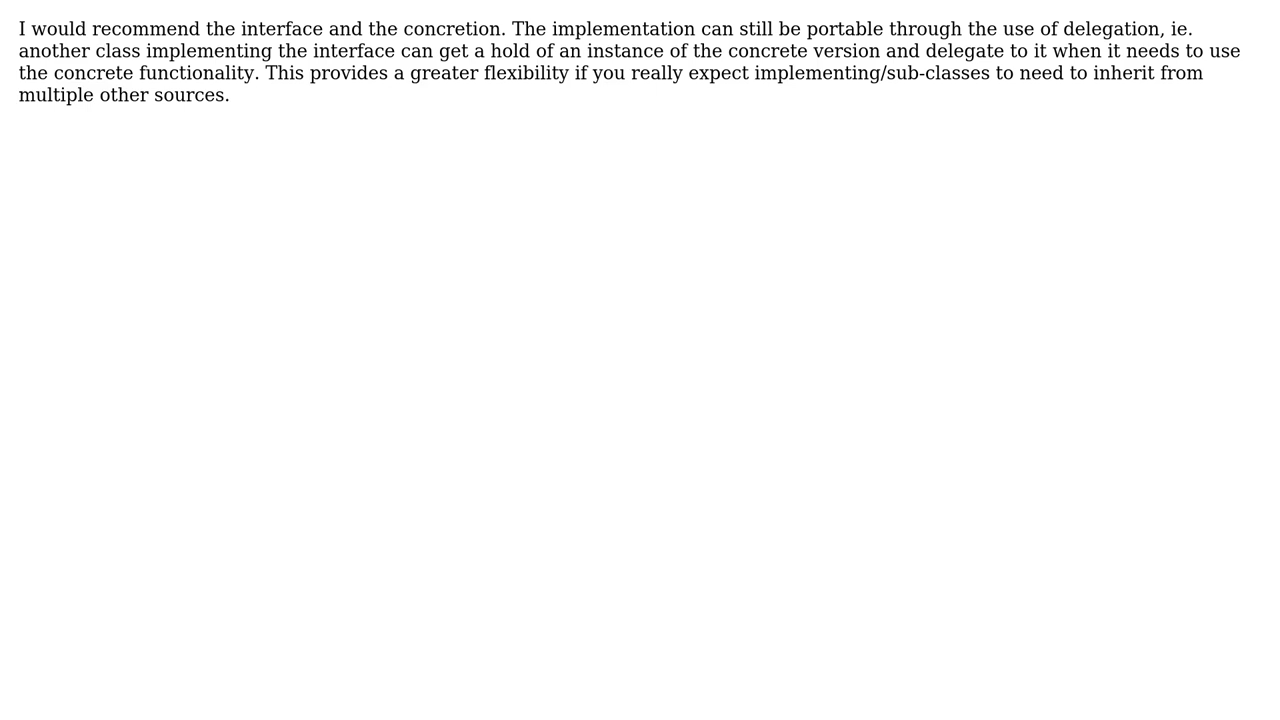 I would recommend the interface and the concretion. The implementation can still be portable through the use of delegation, ie.
another class implementing the interface can get a hold of an instance of the concrete version and delegate to it when it needs to use
the concrete functionality. This provides a greater flexibility if you really expect implementing/sub-classes to need to inherit from
multiple other sources.